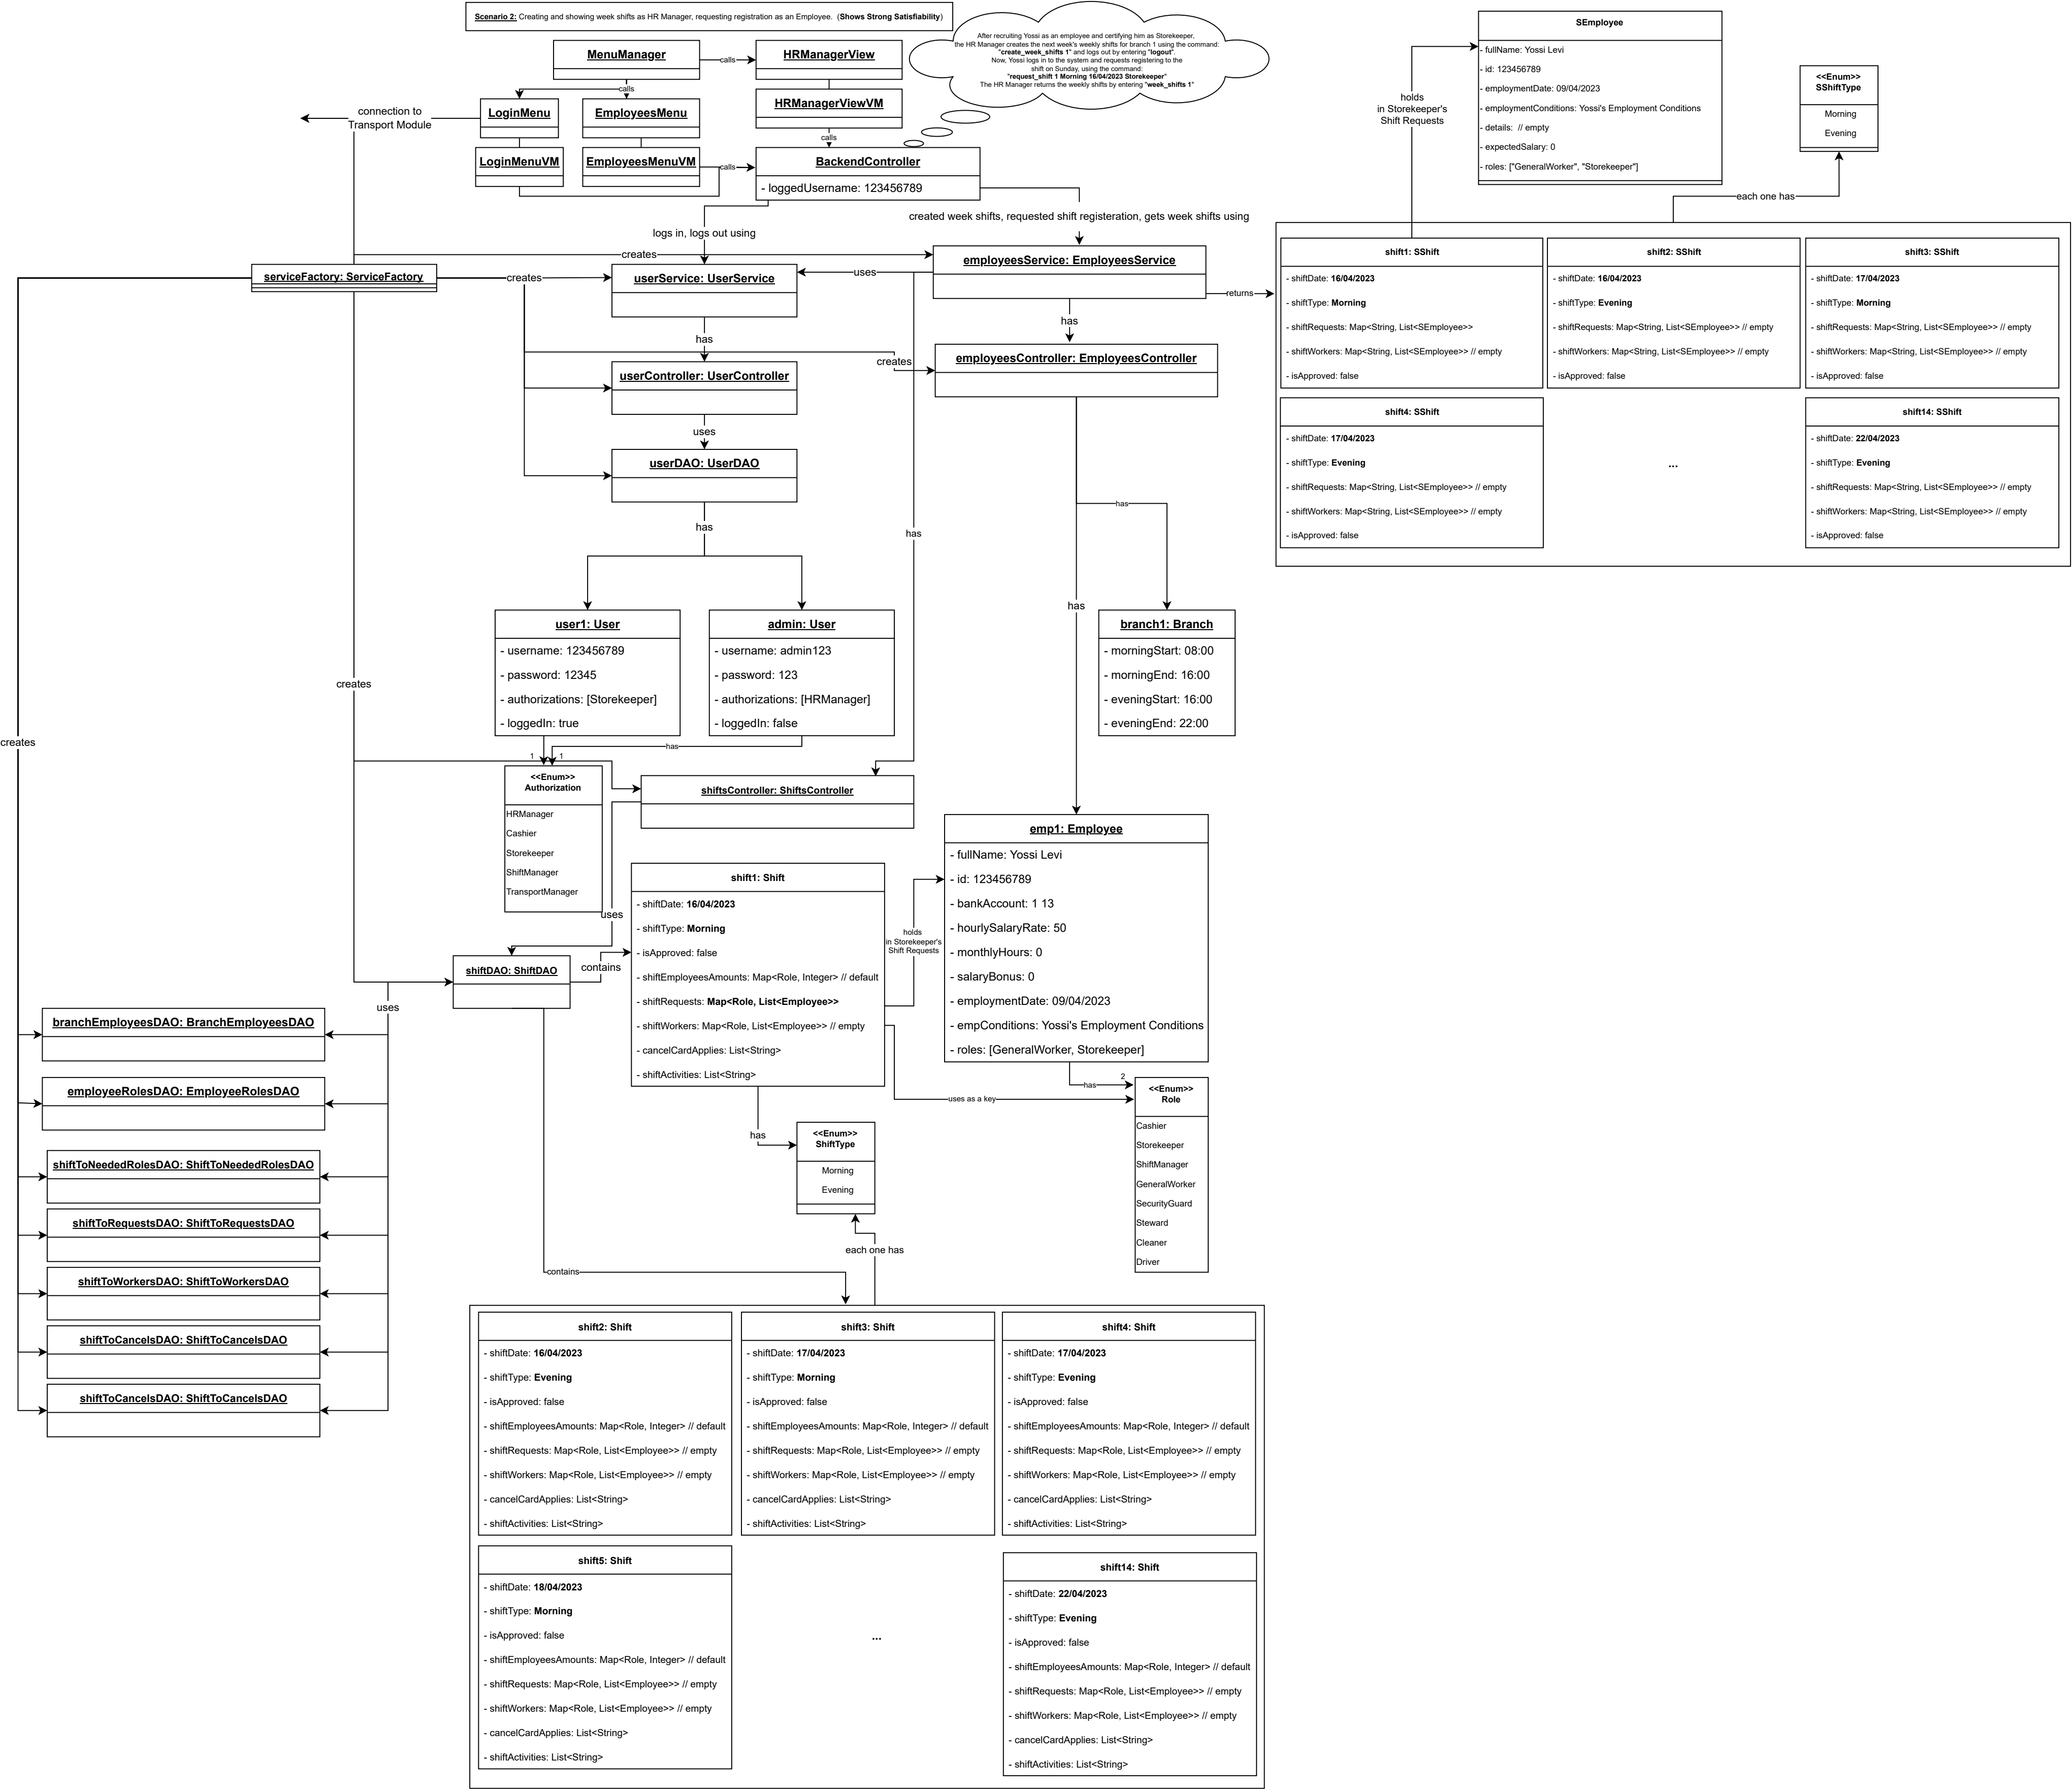 Scenario 2: Creating and showing week shifts as HR Manager, requesting registration as an Employee. (Shows Strong Satisfiability)
After recruiting Yossi as an employee and certifying him as Storekeeper,
the HR Manager creates the next week's weekly shifts for branch 1 using the command:
"create_week_shifts 1" and logs out by entering "logout".
Now, Yossi logs in to the system and requests registering to the
shift on Sunday, using the command:
"request_shift 1 Morning 16/04/2023 Storekeeper"
The HR Manager returns the weekly shifts by entering "week_shifts 1"
MenuManager
calls
HRManagerView
calls
HRManagerViewVM
calls
LoginMenu
EmployeesMenu
LoginMenuVM
EmployeesMenuVM
calls
BackendController
- loggedUsername: 123456789
connection to
Transport Module
logs in, logs out using
created week shifts, requested shift registeration, gets week shifts using
creates
serviceFactory: ServiceFactory
creates
userService: UserService
uses
employeesService: EmployeesService
returns
has
has
creates
userController: UserController
employeesController: EmployeesController
uses
userDAO: UserDAO
has
has
has
has
user1: User
- username: 123456789
- password: 12345
- authorizations: [Storekeeper]
- loggedIn: true
admin: User
- username: admin123
- password: 123
- authorizations: [HRManager]
- loggedIn: false
branch1: Branch
- morningStart: 08:00
- morningEnd: 16:00
- eveningStart: 16:00
- eveningEnd: 22:00
creates
creates
has
1
1
<<Enum>>
Authorization
HRManager
Cashier
Storekeeper
ShiftManager
TransportManager
shiftsController: ShiftsController
uses
shiftDAO: ShiftDAO
contains
uses
shift1: Shift
- shiftDate: 16/04/2023
- shiftType: Morning
- isApproved: false
- shiftEmployeesAmounts: Map<Role, Integer> // default
- shiftRequests: Map<Role, List<Employee>>
- shiftWorkers: Map<Role, List<Employee>> // empty
- cancelCardApplies: List<String>
- shiftActivities: List<String>
holds
in Storekeeper's
Shift Requests
emp1: Employee
- fullName: Yossi Levi
- id: 123456789
- bankAccount: 1 13
- hourlySalaryRate: 50
- monthlyHours: 0
- salaryBonus: 0
- employmentDate: 09/04/2023
- empConditions: Yossi's Employment Conditions
- roles: [GeneralWorker, Storekeeper]
has
2
uses as a key
<<Enum>>
Role
Cashier
Storekeeper
ShiftManager
GeneralWorker
SecurityGuard
Steward
Cleaner
Driver
has
<<Enum>>
ShiftType
Morning
Evening
each one has
contains
branchEmployeesDAO: BranchEmployeesDAO
employeeRolesDAO: EmployeeRolesDAO
shiftToNeededRolesDAO: ShiftToNeededRolesDAO
shiftToRequestsDAO: ShiftToRequestsDAO
shiftToWorkersDAO: ShiftToWorkersDAO
shiftToCancelsDAO: ShiftToCancelsDAO
shiftToCancelsDAO: ShiftToCancelsDAO
shift2: Shift
- shiftDate: 16/04/2023
- shiftType: Evening
- isApproved: false
- shiftEmployeesAmounts: Map<Role, Integer> // default
- shiftRequests: Map<Role, List<Employee>> // empty
- shiftWorkers: Map<Role, List<Employee>> // empty
- cancelCardApplies: List<String>
- shiftActivities: List<String>
shift3: Shift
- shiftDate: 17/04/2023
- shiftType: Morning
- isApproved: false
- shiftEmployeesAmounts: Map<Role, Integer> // default
- shiftRequests: Map<Role, List<Employee>> // empty
- shiftWorkers: Map<Role, List<Employee>> // empty
- cancelCardApplies: List<String>
- shiftActivities: List<String>
shift4: Shift
- shiftDate: 17/04/2023
- shiftType: Evening
- isApproved: false
- shiftEmployeesAmounts: Map<Role, Integer> // default
- shiftRequests: Map<Role, List<Employee>> // empty
- shiftWorkers: Map<Role, List<Employee>> // empty
- cancelCardApplies: List<String>
- shiftActivities: List<String>
shift5: Shift
- shiftDate: 18/04/2023
- shiftType: Morning
- isApproved: false
- shiftEmployeesAmounts: Map<Role, Integer> // default
- shiftRequests: Map<Role, List<Employee>> // empty
- shiftWorkers: Map<Role, List<Employee>> // empty
- cancelCardApplies: List<String>
- shiftActivities: List<String>
...
shift14: Shift
- shiftDate: 22/04/2023
- shiftType: Evening
- isApproved: false
- shiftEmployeesAmounts: Map<Role, Integer> // default
- shiftRequests: Map<Role, List<Employee>> // empty
- shiftWorkers: Map<Role, List<Employee>> // empty
- cancelCardApplies: List<String>
- shiftActivities: List<String>
SEmployee
- fullName: Yossi Levi
- id: 123456789
- employmentDate: 09/04/2023
- employmentConditions: Yossi's Employment Conditions
- details: // empty
- expectedSalary: 0
- roles: ["GeneralWorker", "Storekeeper"]
holds
in Storekeeper's
Shift Requests
<<Enum>>
SShiftType
Morning
Evening
each one has
shift1: SShift
- shiftDate: 16/04/2023
- shiftType: Morning
- shiftRequests: Map<String, List<SEmployee>>
- shiftWorkers: Map<String, List<SEmployee>> // empty
- isApproved: false
shift2: SShift
- shiftDate: 16/04/2023
- shiftType: Evening
- shiftRequests: Map<String, List<SEmployee>> // empty
- shiftWorkers: Map<String, List<SEmployee>> // empty
- isApproved: false
shift3: SShift
- shiftDate: 17/04/2023
- shiftType: Morning
- shiftRequests: Map<String, List<SEmployee>> // empty
- shiftWorkers: Map<String, List<SEmployee>> // empty
- isApproved: false
shift4: SShift
- shiftDate: 17/04/2023
- shiftType: Evening
- shiftRequests: Map<String, List<SEmployee>> // empty
- shiftWorkers: Map<String, List<SEmployee>> // empty
- isApproved: false
...
shift14: SShift
- shiftDate: 22/04/2023
- shiftType: Evening
- shiftRequests: Map<String, List<SEmployee>> // empty
- shiftWorkers: Map<String, List<SEmployee>> // empty
- isApproved: false